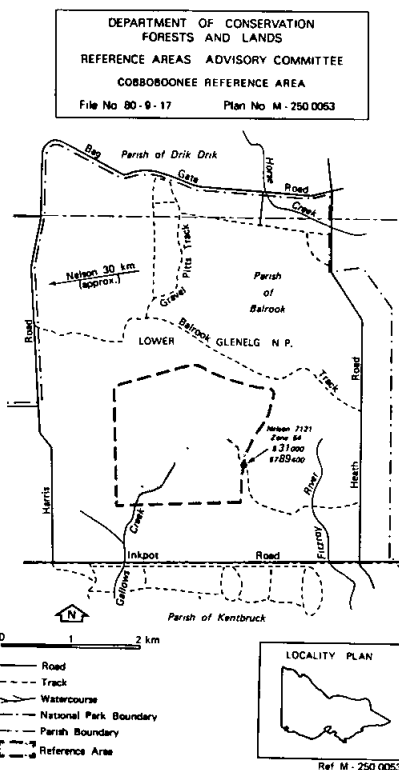 DEPARTMENT OF CONSERVATION
FORESTS AND LANDS
REFERENCE AREAS ADVISORY COMMITTEE
COBBOBOONEE REFERENCE AREA
File No 80-9-17 Plan No M-250 0053
Parish of Drik Drik
Bag Gate Road
Horse Creek
Nelson 30 km
(approx.)
Pitts Track
Gravel
Parish
of
Balrook
Road
Balrook Track
LOWER GLENELG N P.
Road
Nelson 7121
Zone 54
531000
5789400
Harris
Heath
Fitzroy River
Gallows Creek
Inkpot Road
N
Parish of Kentbruck
0 1 2 km
Road
Track
Watercourse
National Park Boundary
Parish Boundary
Reference Area
LOCALITY PLAN
Ref M-250 0053